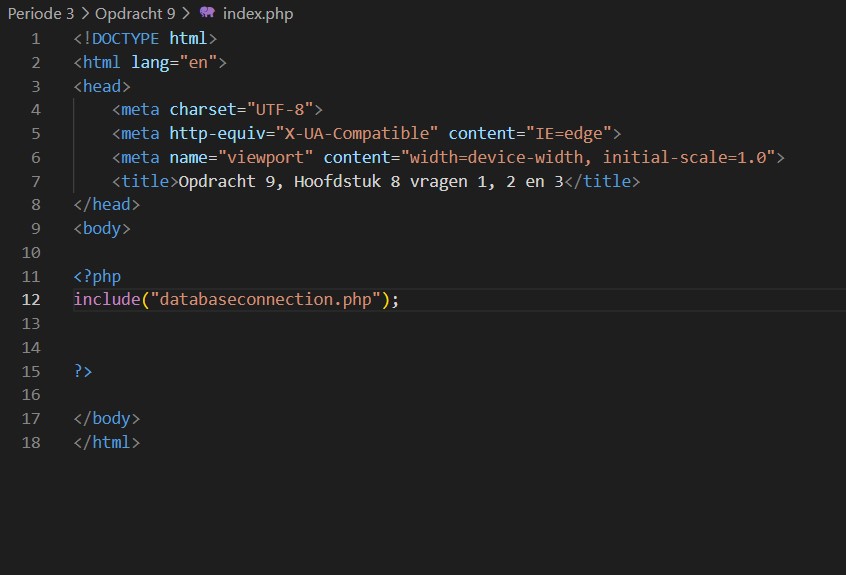 Periode 3 > Opdracht 9 > index.php
1 <!DOCTYPE html>
2 <html lang="en">
3 <head>
4     <meta charset="UTF-8">
5     <meta http-equiv="X-UA-Compatible" content="IE=edge">
6     <meta name="viewport" content="width=device-width, initial-scale=1.0">
7     <title>Opdracht 9, Hoofdstuk 8 vragen 1, 2 en 3</title>
8 </head>
9 <body>
10
11 <?php
12 include("databaseconnection.php");
13
14
15 ?>
16
17 </body>
18 </html>